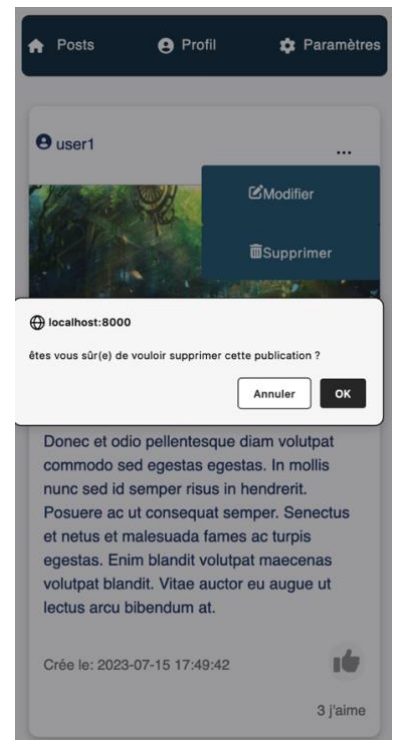 Posts Profil Paramètres
user1 ...
Modifier
Supprimer
localhost:8000
êtes vous sûr(e) de vouloir supprimer cette publication ?
Annuler OK
Donec et odio pellentesque diam volutpat
commodo sed egestas egestas. In mollis
nunc sed id semper risus in hendrerit.
Posuere ac ut consequat semper. Senectus
et netus et malesuada fames ac turpis
egestas. Enim blandit volutpat maecenas
volutpat blandit. Vitae auctor eu augue ut
lectus arcu bibendum at.
Crée le: 2023-07-15 17:49:42
3 j'aime